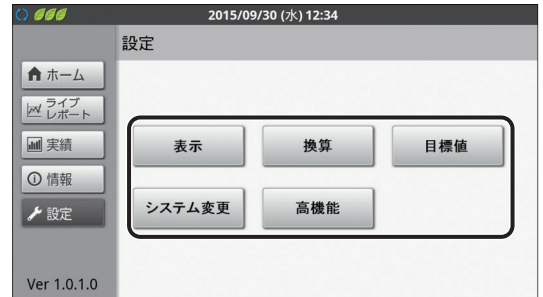 2015/09/30 (水) 12:34
設定
ホーム
ライブ
レポート
実績
情報
設定
表示
換算
目標値
システム変更
高機能
Ver 1.0.1.0